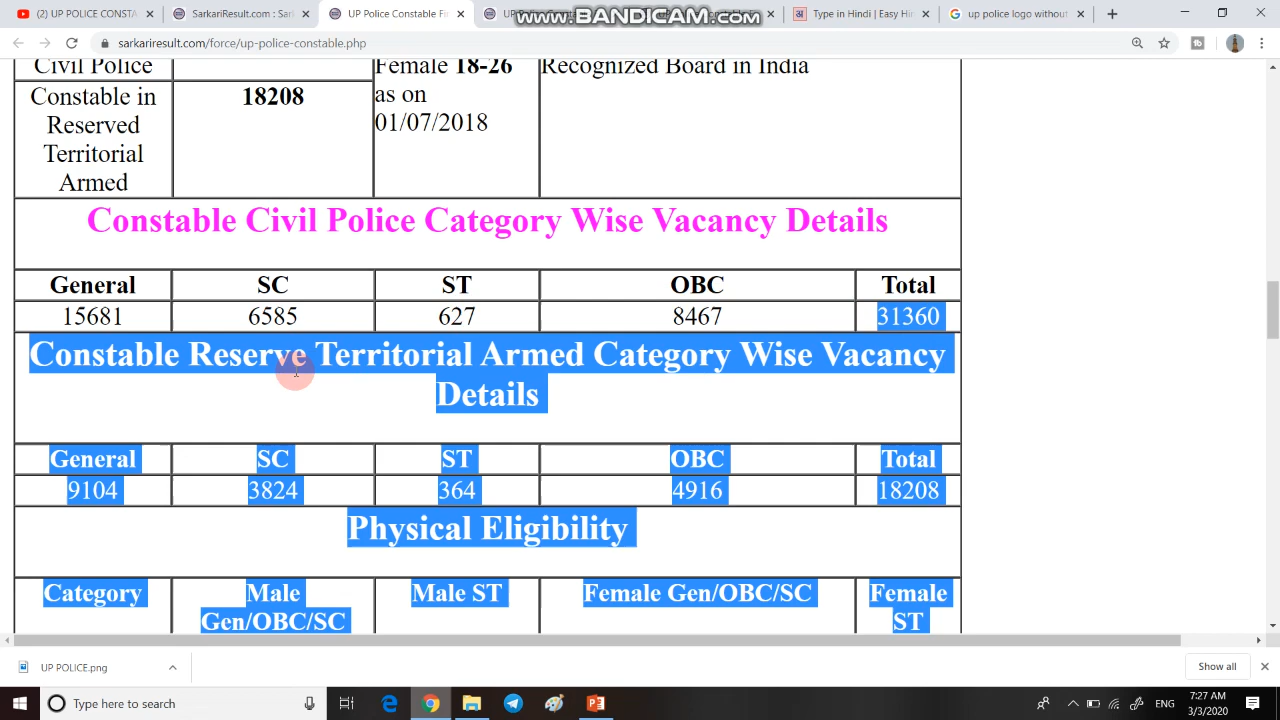 (2) UP POLICE CONSTA
SarkariResult.com : Sark
UP Police Constable Fi
www.BANDICAM.com
Type in Hindi | Easy Hi
up police logo without
sarkariresult.com/force/up-police-constable.php
Civil Police
Female 18-26
Recognized Board in India
Constable in
18208
as on
Reserved
01/07/2018
Territorial
Armed
Constable Civil Police Category Wise Vacancy Details
General SC ST OBC Total
15681 6585 627 8467 31360
Constable Reserve Territorial Armed Category Wise Vacancy
Details
General SC ST OBC Total
9104 3824 364 4916 18208
Physical Eligibility
Category Male Male ST Female Gen/OBC/SC Female
Gen/OBC/SC ST
UP POLICE.png
Show all
Type here to search
ENG
7:27 AM
3/3/2020